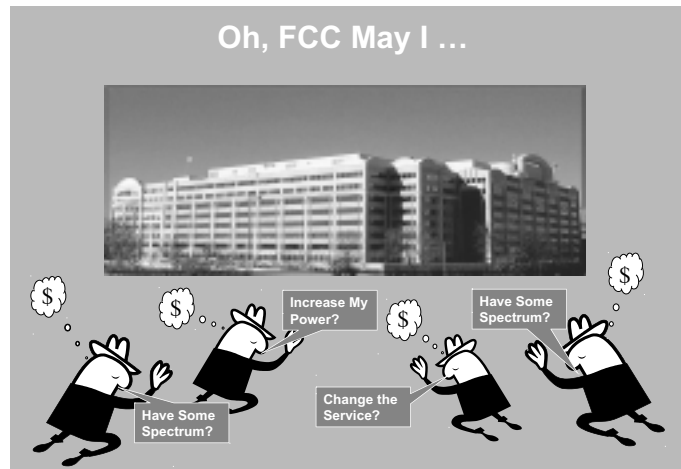 Oh, FCC May I …
$
$
Increase My
Power?
$
Have Some
Spectrum?
$
Have Some
Spectrum?
Change the
Service?